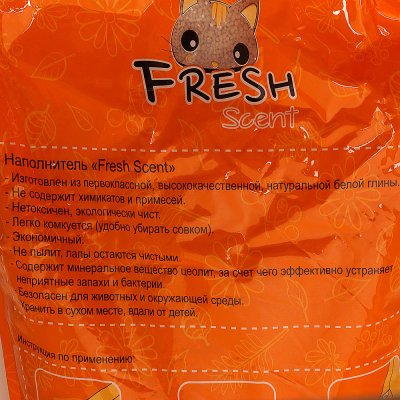 FRESH
Scent
Наполнитель «Fresh Scent»
- Изготовлен из первоклассной, высококачественной, натуральной белой глины.
- Не содержит химикатов и примесей.
- Нетоксичен, экологически чист.
- Легко комкуется (удобно убирать совком).
- Экономичный.
- Не пылит, лапы остаются чистыми.
- Содержит минеральное вещество цеолит, за счет чего эффективно устраняет
неприятные запахи и бактерии.
- Безопасен для животных и окружающей среды.
- Хранить в сухом месте, вдали от детей.
Инструкция по применению: